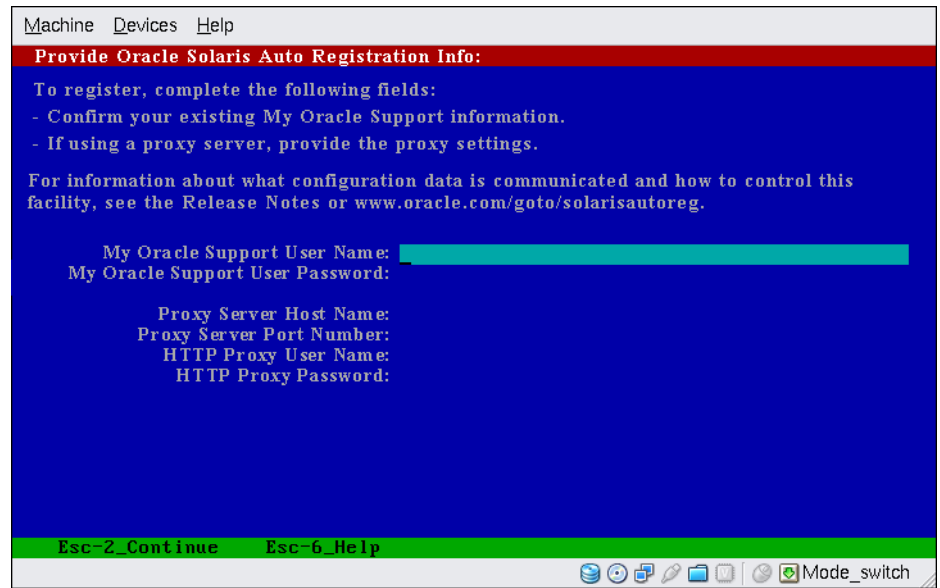 Machine Devices Help
Provide Oracle Solaris Auto Registration Info:
To register, complete the following fields:
- Confirm your existing My Oracle Support information.
- If using a proxy server, provide the proxy settings.
For information about what configuration data is communicated and how to control this
facility, see the Release Notes or www.oracle.com/goto/solarisautoreg.
My Oracle Support User Name:
My Oracle Support User Password:
Proxy Server Host Name:
Proxy Server Port Number:
HTTP Proxy User Name:
HTTP Proxy Password:
Esc-2_Continue Esc-6_Help
Mode_switch